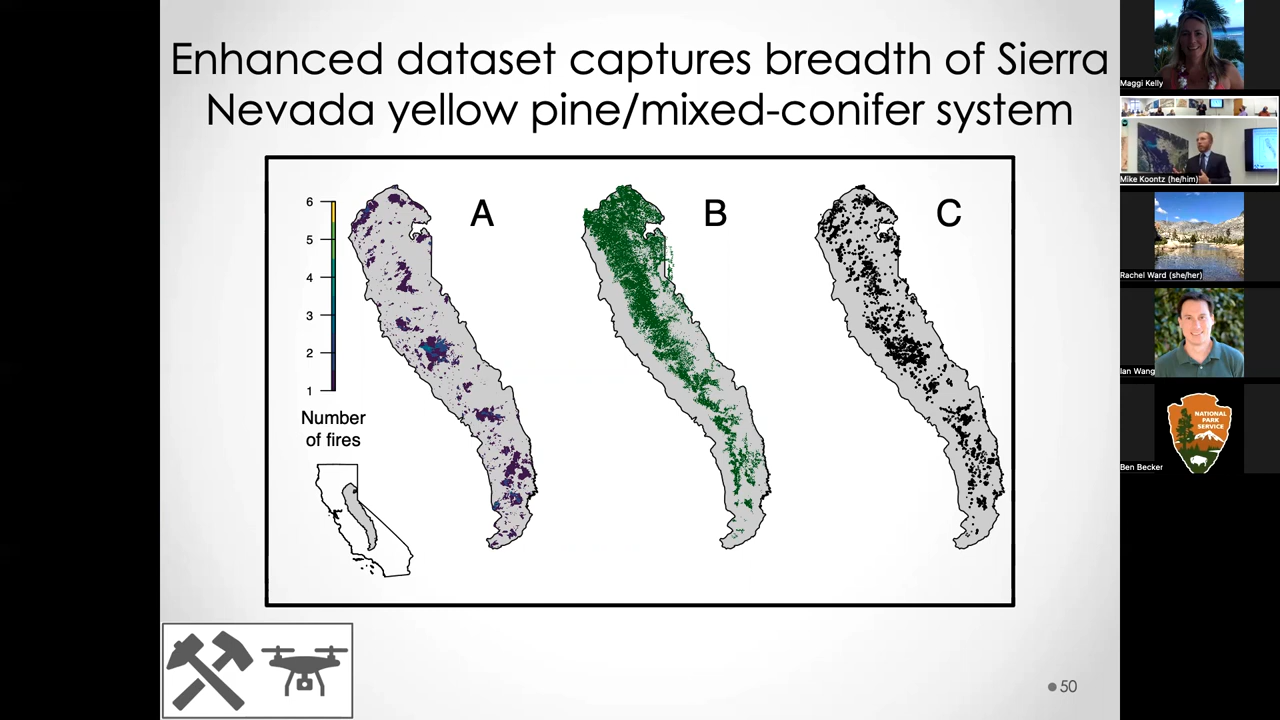 Enhanced dataset captures breadth of Sierra
Nevada yellow pine/mixed-conifer system
A
B
C
6
5
4
3
2
1
Number
of fires
50
Maggi Kelly
Mike Koontz (he/him)
Rachel Ward (she/her)
Ian Wang
NATIONAL
PARK
SERVICE
Ben Becker